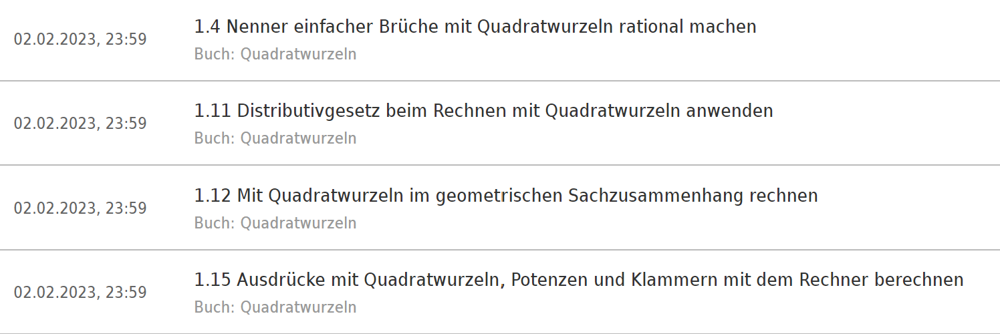 02.02.2023, 23:59
1.4 Nenner einfacher Brüche mit Quadratwurzeln rational machen
Buch: Quadratwurzeln
02.02.2023, 23:59
1.11 Distributivgesetz beim Rechnen mit Quadratwurzeln anwenden
Buch: Quadratwurzeln
02.02.2023, 23:59
1.12 Mit Quadratwurzeln im geometrischen Sachzusammenhang rechnen
Buch: Quadratwurzeln
02.02.2023, 23:59
1.15 Ausdrücke mit Quadratwurzeln, Potenzen und Klammern mit dem Rechner berechnen
Buch: Quadratwurzeln